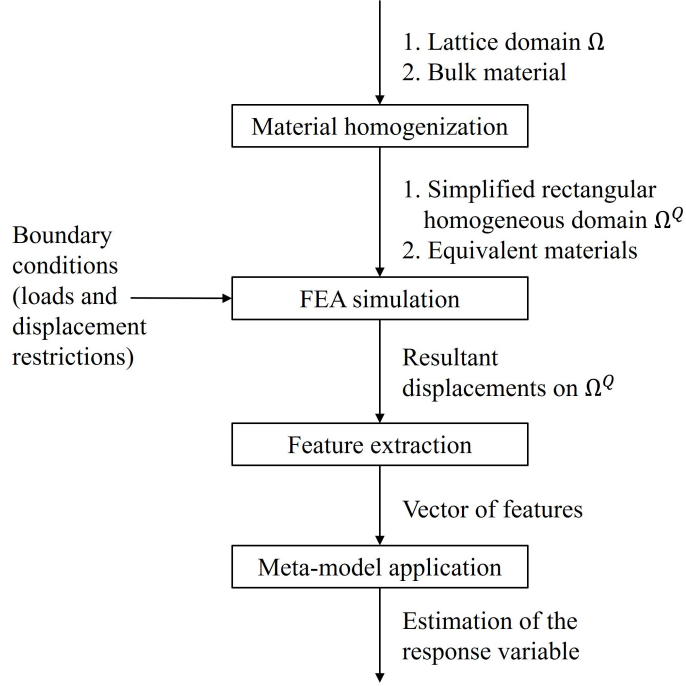 1. Lattice domain Ω
2. Bulk material
Material homogenization
1. Simplified rectangular
homogeneous domain Ω^Q
2. Equivalent materials
Boundary
conditions
(loads and
displacement
restrictions)
FEA simulation
Resultant
displacements on Ω^Q
Feature extraction
Vector of features
Meta-model application
Estimation of the
response variable